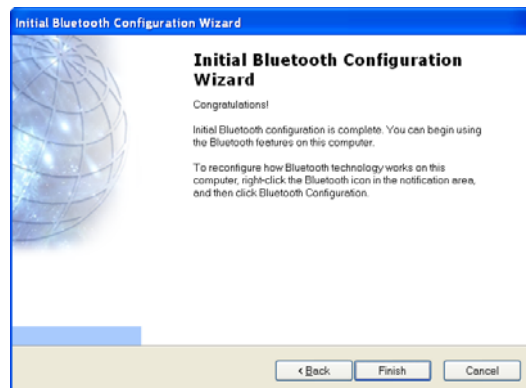 Initial Bluetooth Configuration Wizard
Initial Bluetooth Configuration
Wizard
Congratulations!
Initial Bluetooth configuration is complete. You can begin using
the Bluetooth features on this computer.
To reconfigure how Bluetooth technology works on this
computer, right-click the Bluetooth icon in the notification area,
and then click Bluetooth Configuration.
< Back
Finish
Cancel